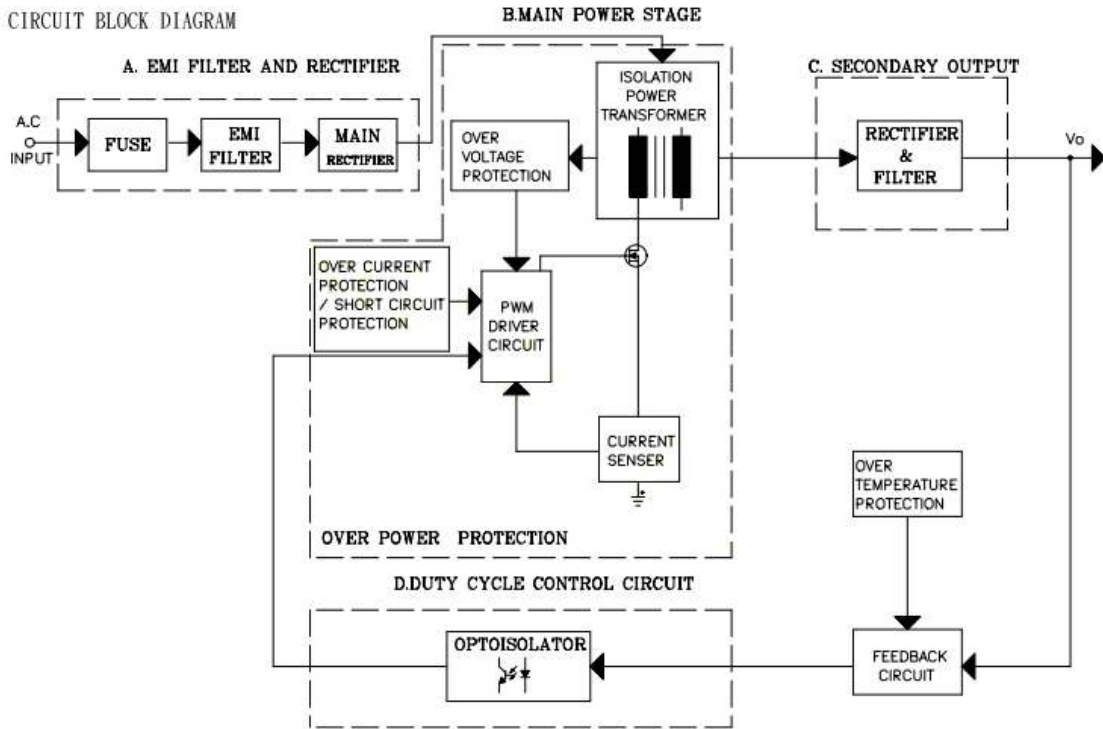 CIRCUIT BLOCK DIAGRAM
B.MAIN POWER STAGE
A. EMI FILTER AND RECTIFIER
C. SECONDARY OUTPUT
A.C
INPUT
FUSE
EMI
FILTER
MAIN
RECTIFIER
OVER
VOLTAGE
PROTECTION
ISOLATION
POWER
TRANSFORMER
RECTIFIER
&
FILTER
Vo
OVER CURRENT
PROTECTION
/ SHORT CIRCUIT
PROTECTION
PWM
DRIVER
CIRCUIT
CURRENT
SENSER
OVER
TEMPERATURE
PROTECTION
OVER POWER PROTECTION
D.DUTY CYCLE CONTROL CIRCUIT
OPTOISOLATOR
FEEDBACK
CIRCUIT